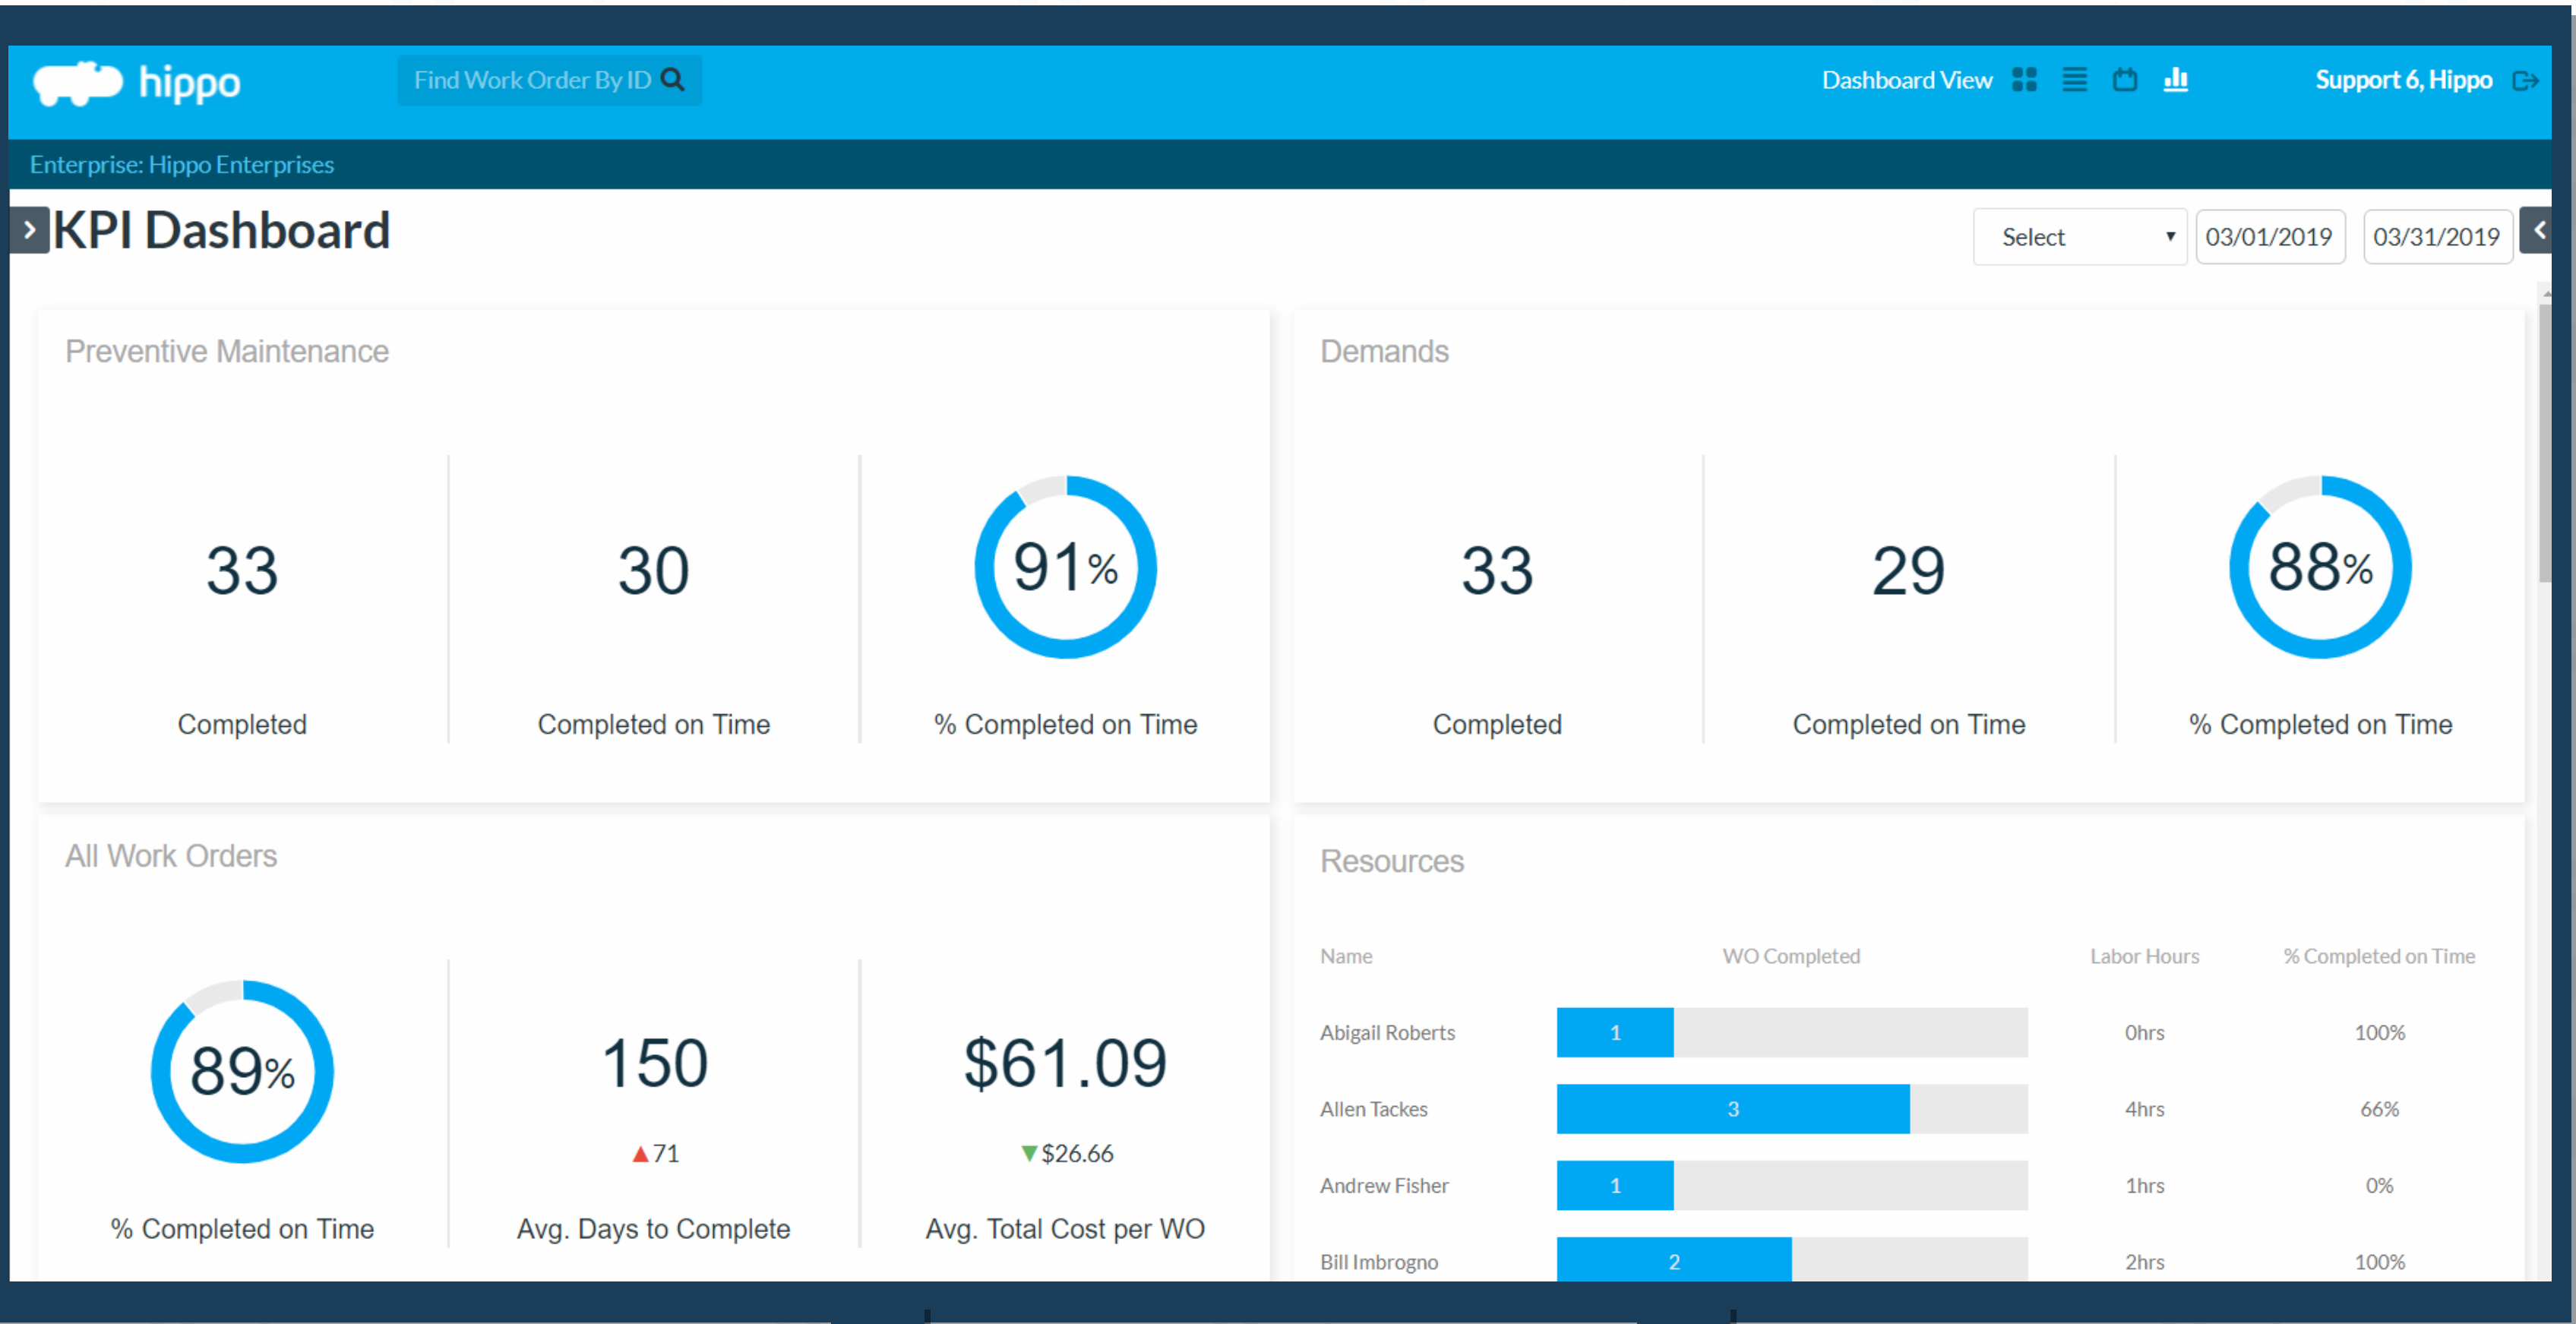 hippo
Find Work Order By ID
Dashboard View
Support 6, Hippo
Enterprise: Hippo Enterprises
KPI Dashboard
Select
03/01/2019
03/31/2019
Preventive Maintenance
33
30
91%
Completed
Completed on Time
% Completed on Time
Demands
33
29
88%
Completed
Completed on Time
% Completed on Time
All Work Orders
89%
150
$61.09
▲71
▼$26.66
% Completed on Time
Avg. Days to Complete
Avg. Total Cost per WO
Resources
Name WO Completed Labor Hours % Completed on Time
Abigail Roberts 1 0hrs 100%
Allen Tackes 3 4hrs 66%
Andrew Fisher 1 1hrs 0%
Bill Imbrogno 2 2hrs 100%